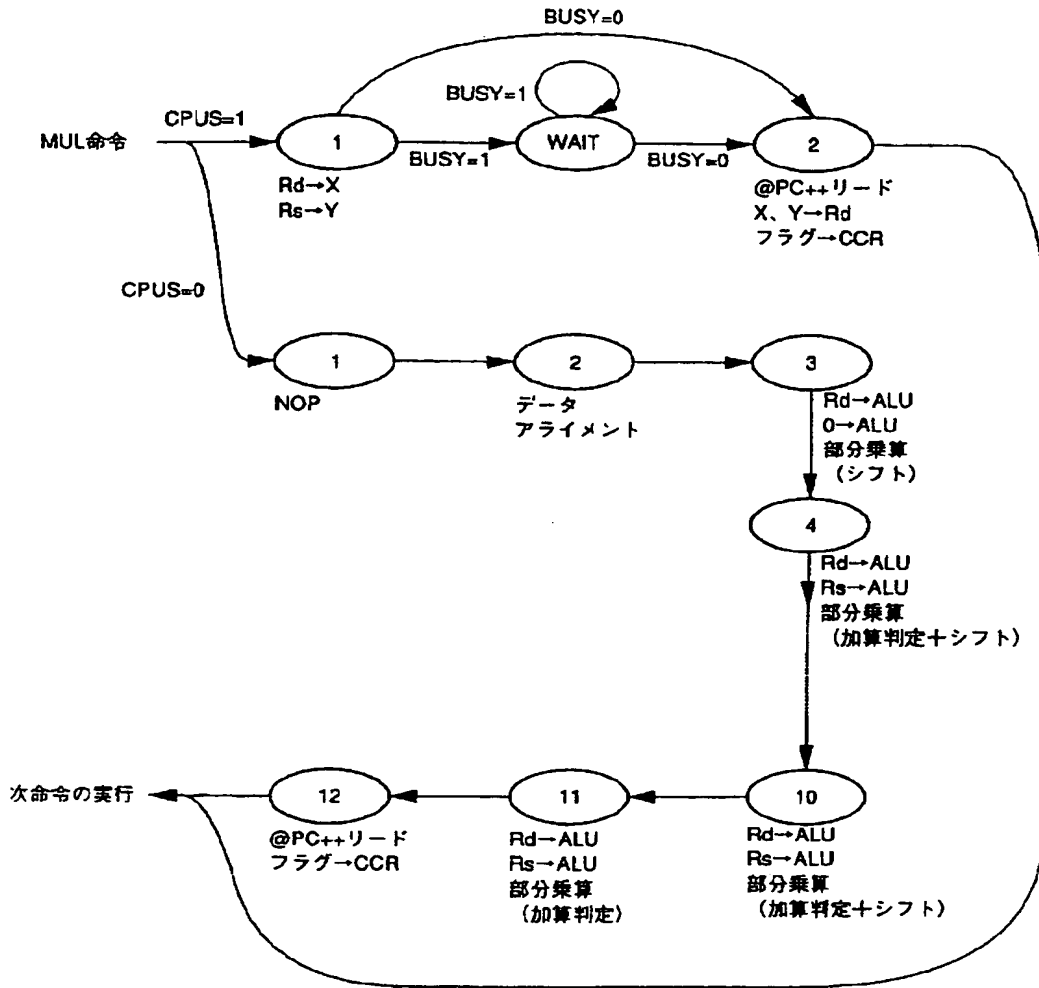 BUSY=0
BUSY=1
CPUS=1
MUL命令
1
BUSY=1
WAIT
BUSY=0
2
Rd→X
Rs→Y
@PC++リード
X、Y→Rd
フラグ→CCR
CPUS=0
1
2
3
NOP
データ
アライメント
Rd→ALU
0→ALU
部分乗算
(シフト)
4
Rd→ALU
Rs→ALU
部分乗算
(加算判定+シフト)
次命令の実行
12
11
10
@PC++リード
フラグ→CCR
Rd→ALU
Rs→ALU
部分乗算
(加算判定)
Rd→ALU
Rs→ALU
部分乗算
(加算判定+シフト)